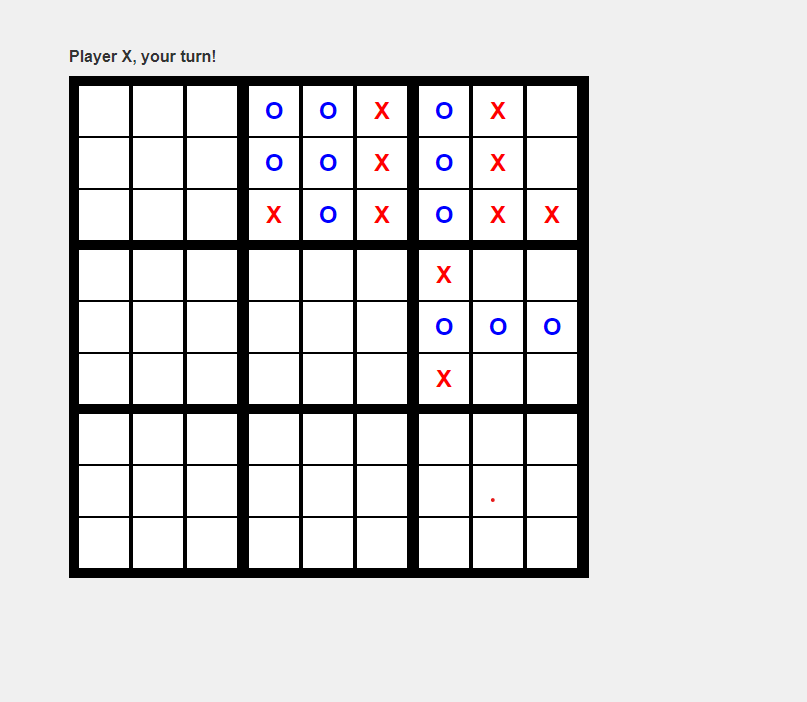 Player X, your turn!
O O X O X
O O X O X
X O X O X X
X
O O O
X
.